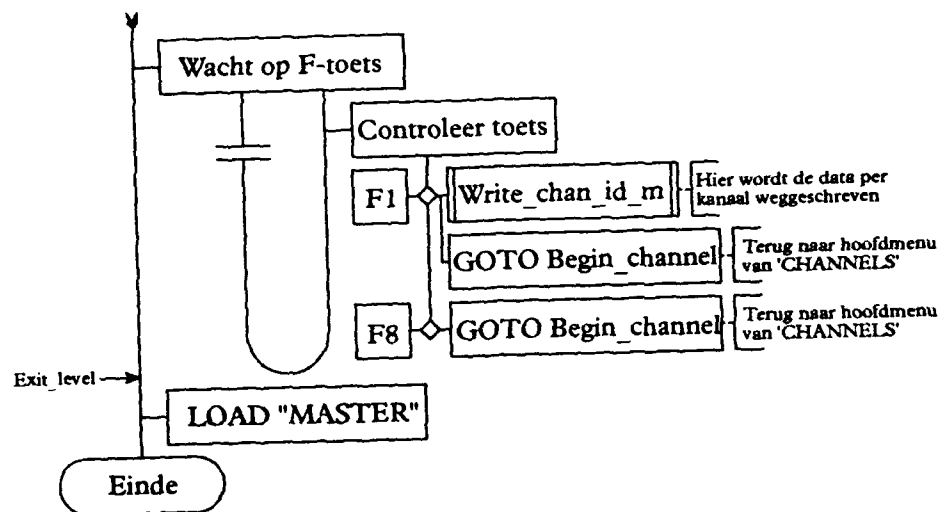 Wacht op F-toets
Controleer toets
F1
Write_chan_id_m
Hier wordt de data per
kanaal weggeschreven
GOTO Begin_channel
Terug naar hoofdmenu
van 'CHANNELS'
F8
GOTO Begin_channel
Terug naar hoofdmenu
van 'CHANNELS'
Exit_level
LOAD "MASTER"
Einde